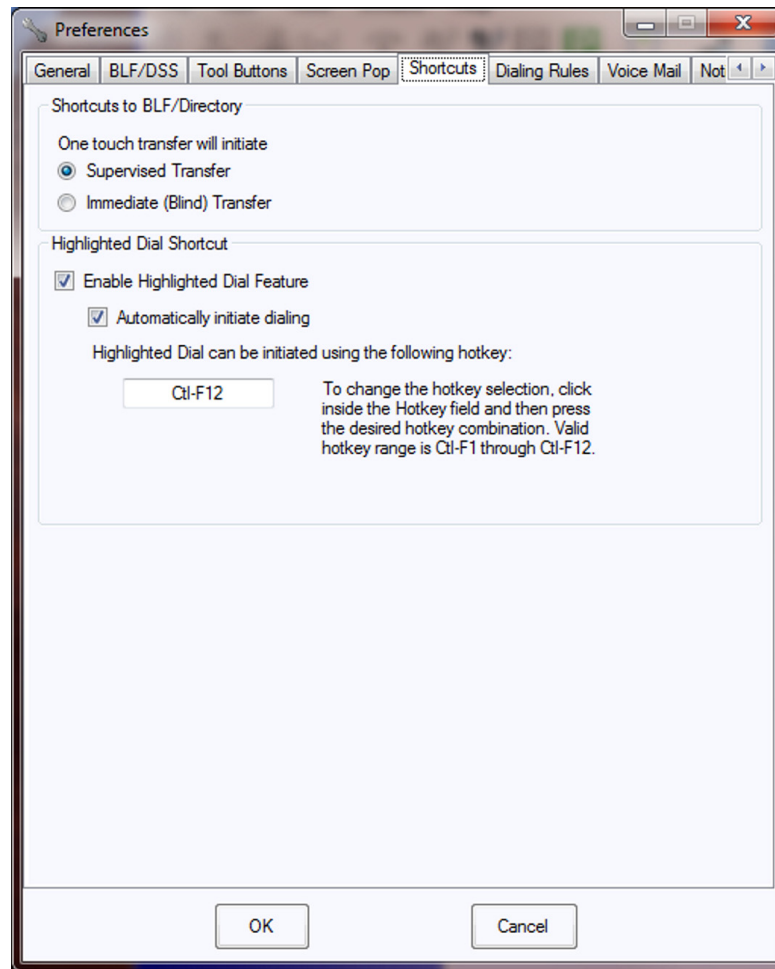 Preferences
General BLF/DSS Tool Buttons Screen Pop Shortcuts Dialing Rules Voice Mail Not
Shortcuts to BLF/Directory
One touch transfer will initiate
Supervised Transfer
Immediate (Blind) Transfer
Highlighted Dial Shortcut
Enable Highlighted Dial Feature
Automatically initiate dialing
Highlighted Dial can be initiated using the following hotkey:
Ctl-F12
To change the hotkey selection, click
inside the Hotkey field and then press
the desired hotkey combination. Valid
hotkey range is Ctl-F1 through Ctl-F12.
OK Cancel